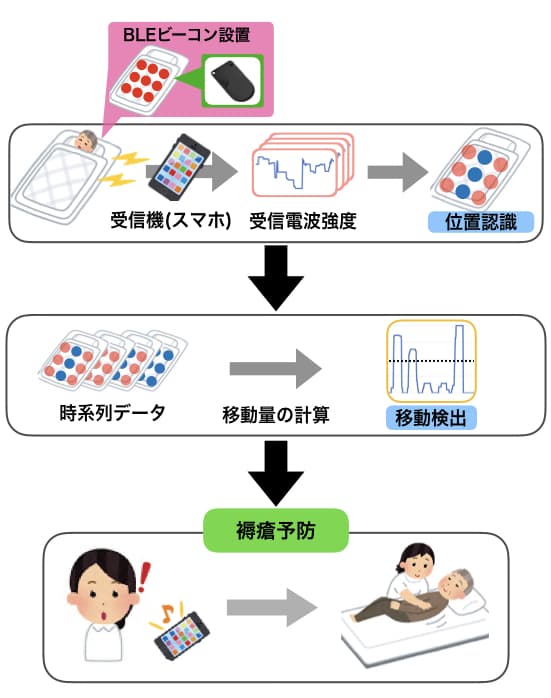 BLEビーコン設置
受信機(スマホ)
受信電波強度
位置認識
時系列データ
移動量の計算
移動検出
褥瘡予防